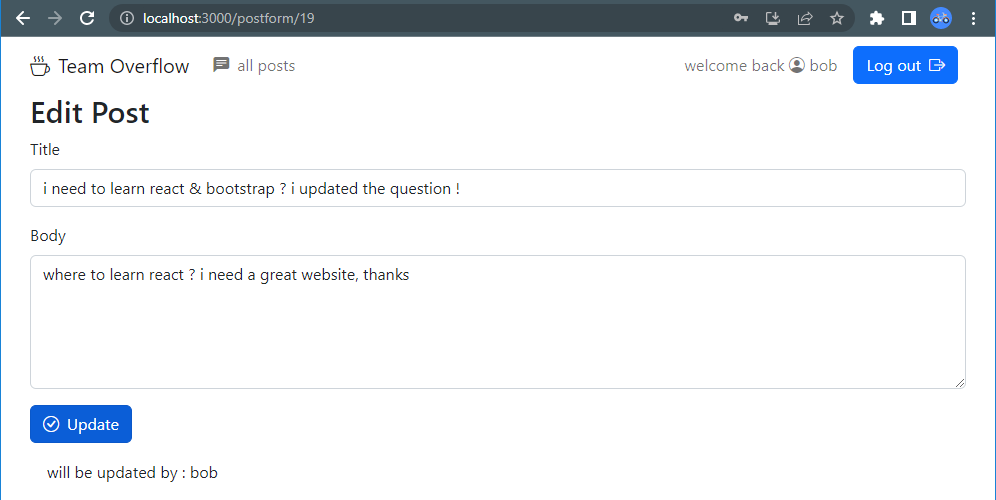 localhost:3000/postform/19
Team Overflow all posts welcome back bob Log out
Edit Post
Title
i need to learn react & bootstrap ? i updated the question !
Body
where to learn react ? i need a great website, thanks
Update
will be updated by : bob